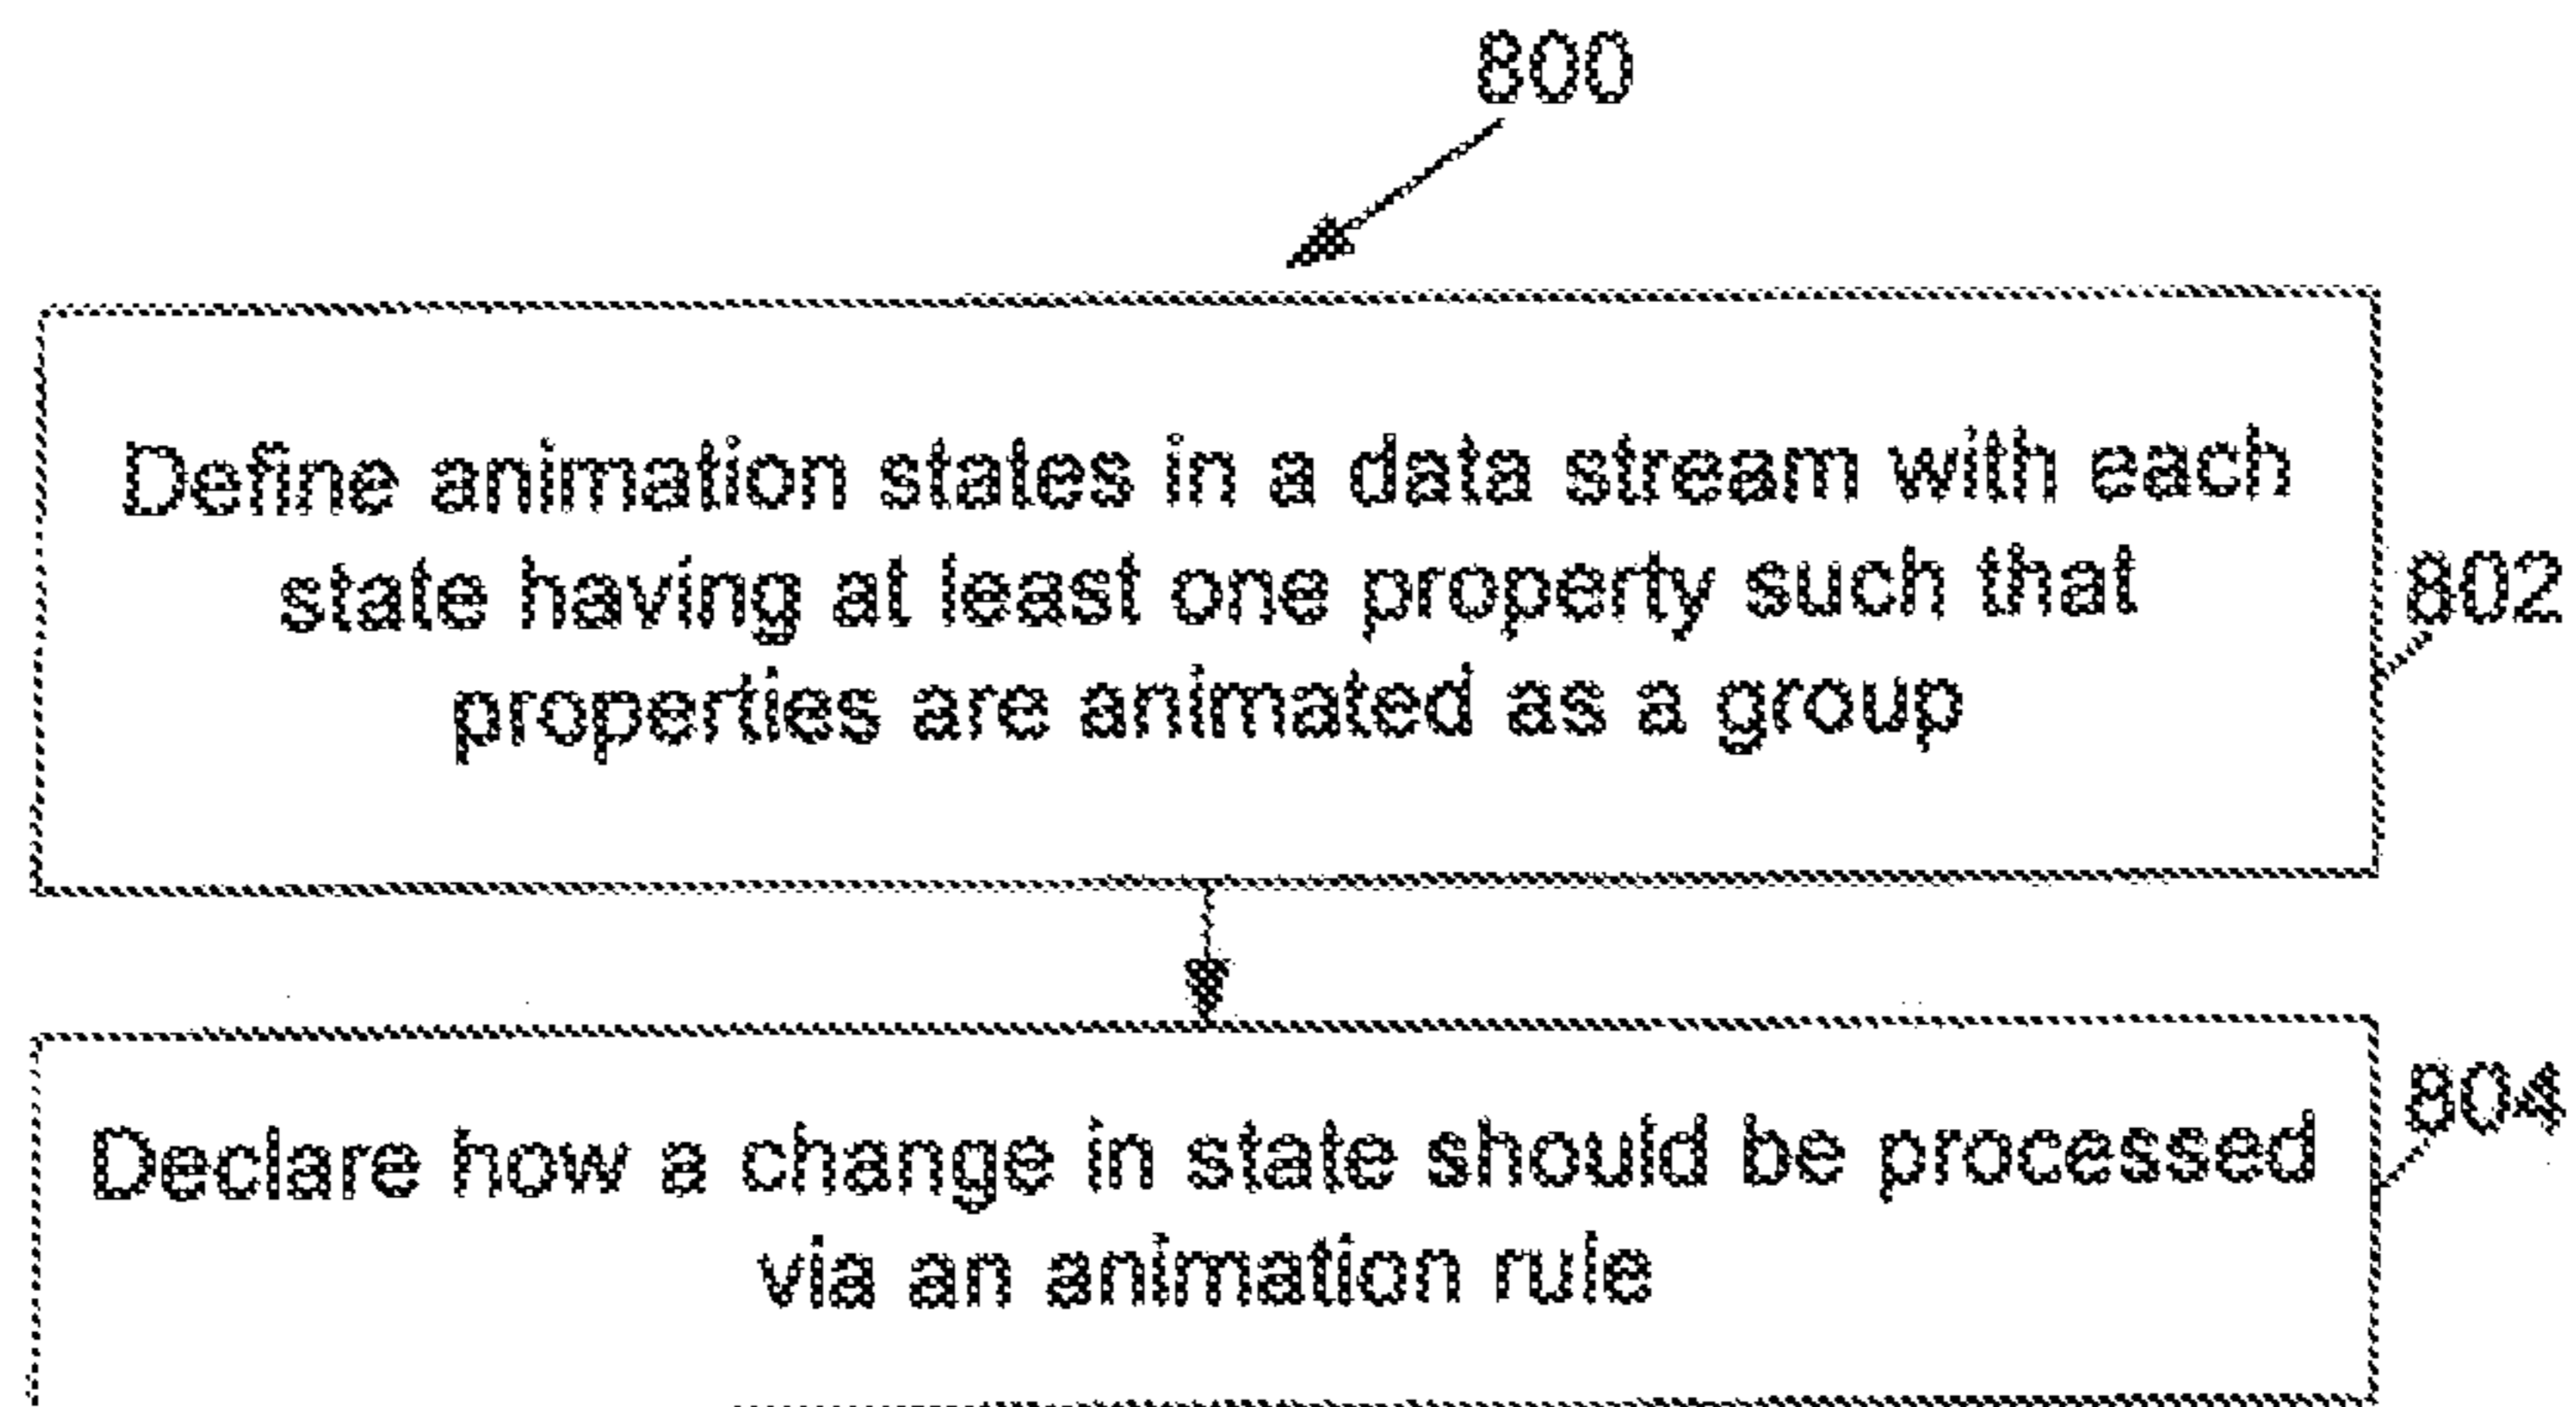 800
Define animation states in a data stream with each
state having at least one property such that
properties are animated as a group
802
Declare how a change in state should be processed
via an animation rule
804